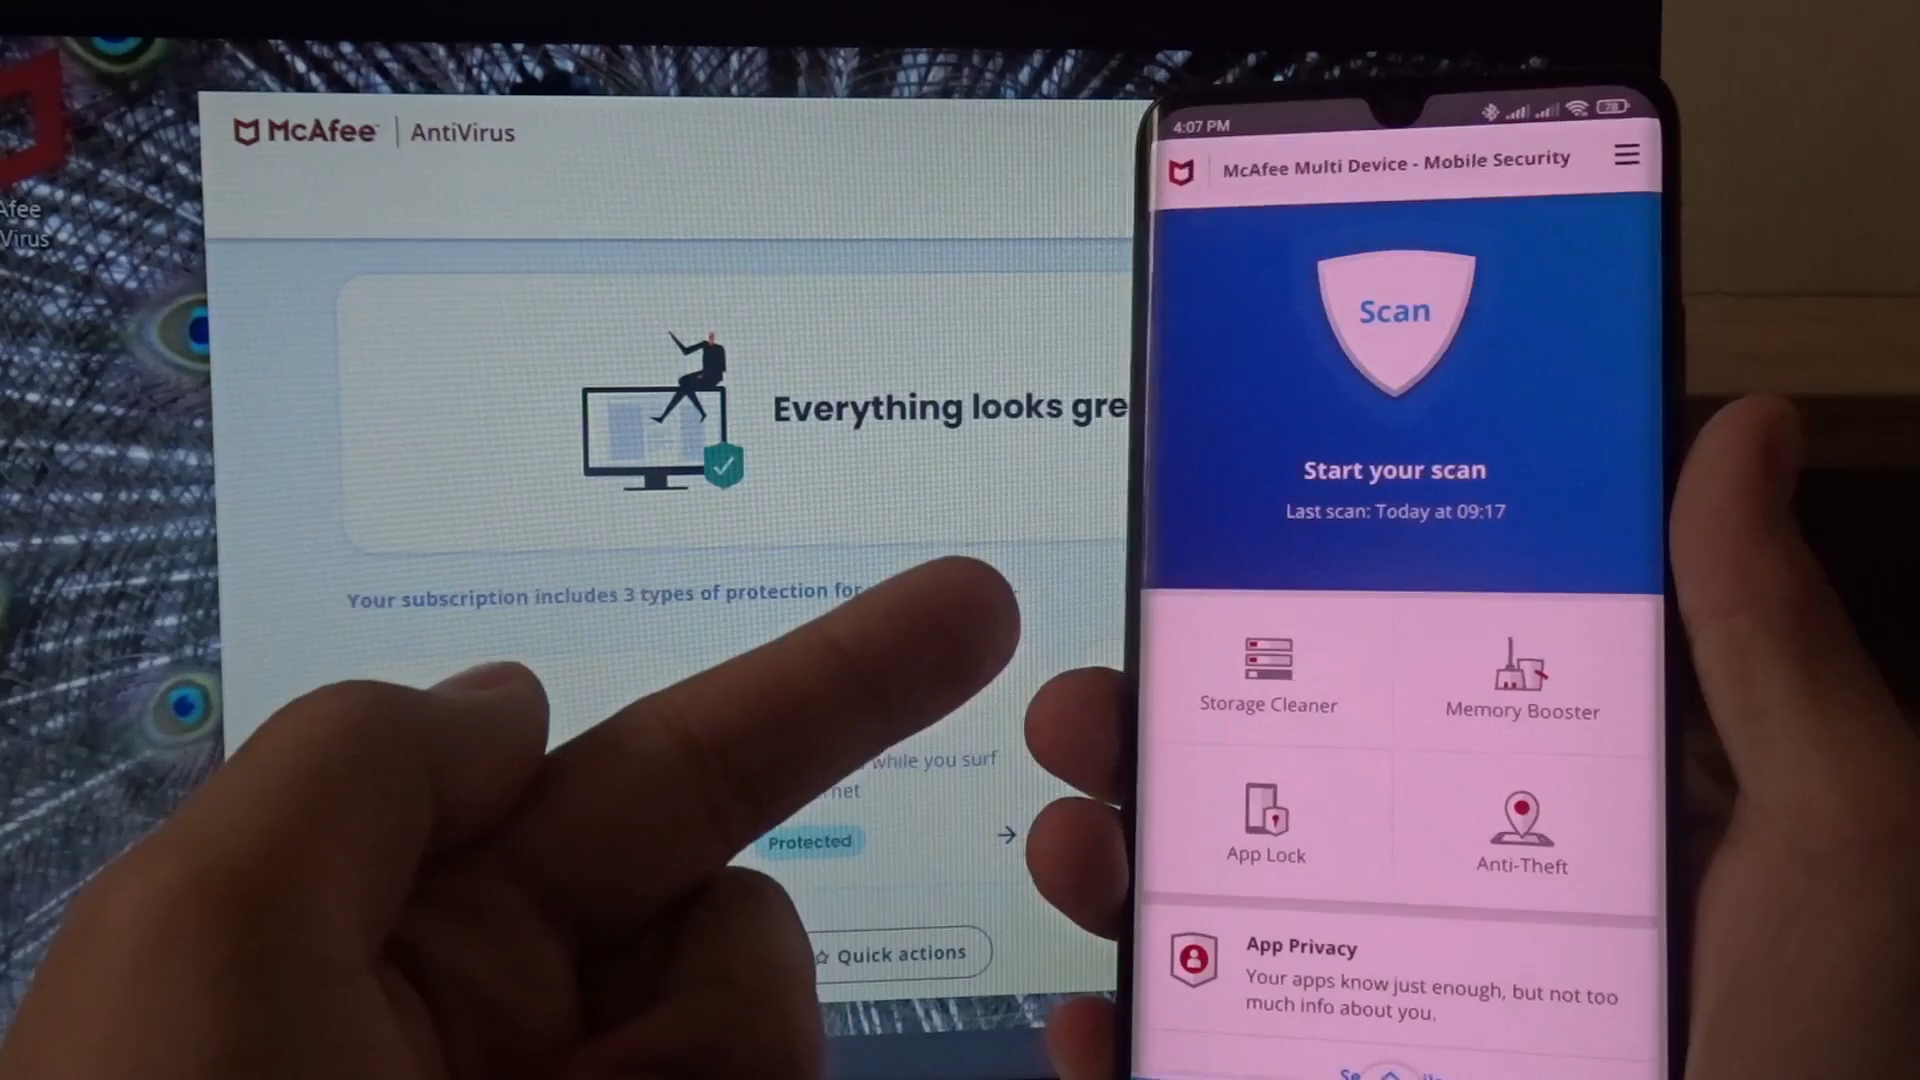 Afee
Virus
McAfee | AntiVirus
Everything looks gre
Your subscription includes 3 types of protection for
while you surf
net
Protected
Quick actions
4:07 PM
78
McAfee Multi Device - Mobile Security
Scan
Start your scan
Last scan: Today at 09:17
Storage Cleaner
Memory Booster
App Lock
Anti-Theft
App Privacy
Your apps know just enough, but not too
much info about you.